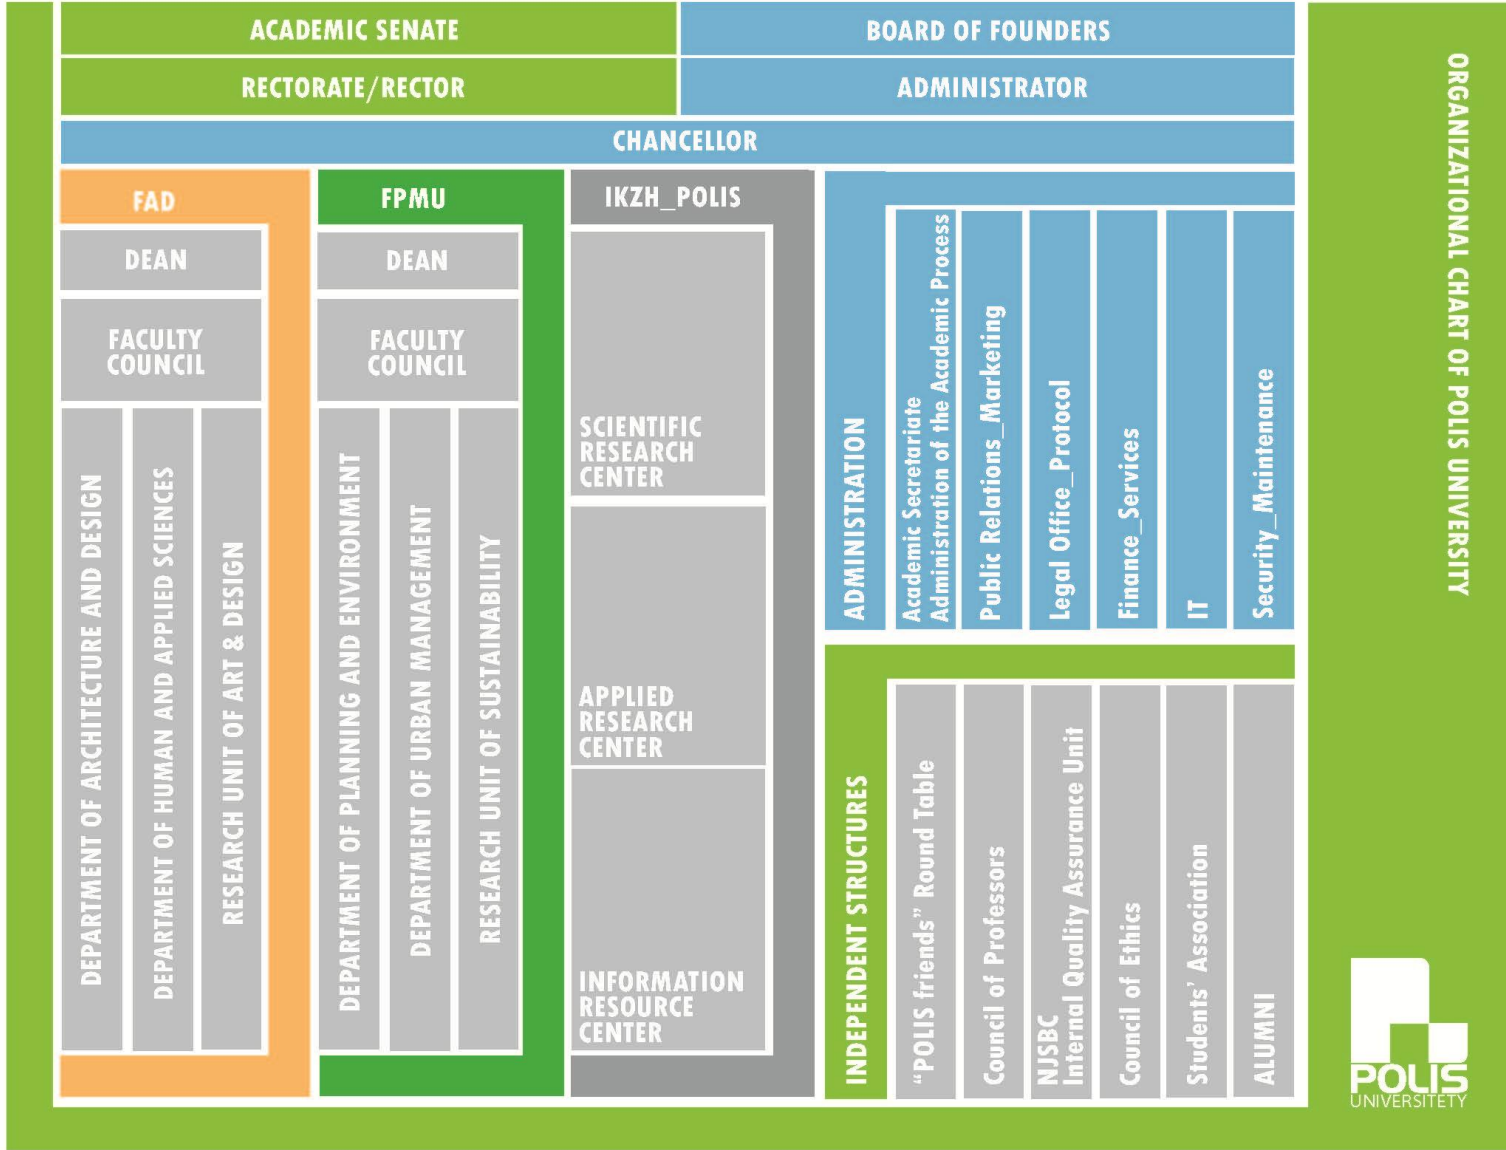 ACADEMIC SENATE
BOARD OF FOUNDERS
RECTORATE/RECTOR
ADMINISTRATOR
CHANCELLOR
FAD
DEAN
FACULTY
COUNCIL
DEPARTMENT OF ARCHITECTURE AND DESIGN
DEPARTMENT OF HUMAN AND APPLIED SCIENCES
RESEARCH UNIT OF ART & DESIGN
FPMU
DEAN
FACULTY
COUNCIL
DEPARTMENT OF PLANNING AND ENVIRONMENT
DEPARTMENT OF URBAN MANAGEMENT
RESEARCH UNIT OF SUSTAINABILITY
IKZH_POLIS
SCIENTIFIC
RESEARCH
CENTER
APPLIED
RESEARCH
CENTER
INFORMATION
RESOURCE
CENTER
ADMINISTRATION
Academic Secretariate
Administration of the Academic Process
Public Relations_Marketing
Legal Office_Protocol
Finance_Services
IT
Security_Maintenance
INDEPENDENT STRUCTURES
“POLIS friends” Round Table
Council of Professors
NJSBC
Internal Quality Assurance Unit
Council of Ethics
Students’ Association
ALUMNI
ORGANIZATIONAL CHART OF POLIS UNIVERSITY
POLIS
UNIVERSITETY